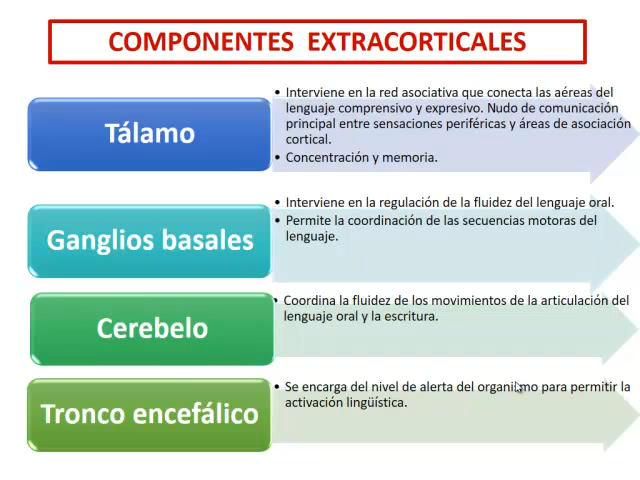 COMPONENTES EXTRACORTICALES
Tálamo
• Interviene en la red asociativa que conecta las aéreas del
lenguaje comprensivo y expresivo. Nudo de comunicación
principal entre sensaciones periféricas y áreas de asociación
cortical.
• Concentración y memoria.
Ganglios basales
• Interviene en la regulación de la fluidez del lenguaje oral.
• Permite la coordinación de las secuencias motoras del
lenguaje.
Cerebelo
• Coordina la fluidez de los movimientos de la articulación del
lenguaje oral y la escritura.
Tronco encefálico
• Se encarga del nivel de alerta del organismo para permitir la
activación lingüística.